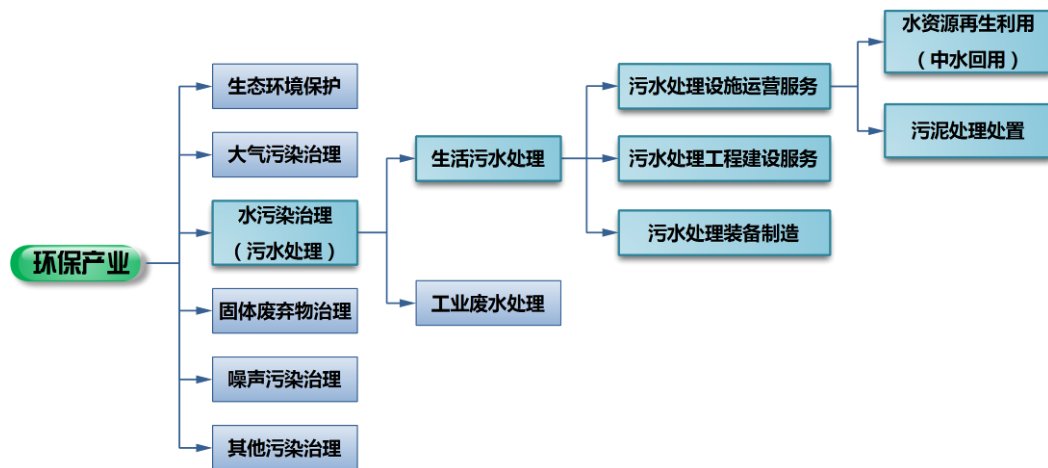 环保产业
生态环境保护
大气污染治理
水污染治理
（污水处理）
固体废弃物治理
噪声污染治理
其他污染治理
生活污水处理
工业废水处理
污水处理设施运营服务
污水处理工程建设服务
污水处理装备制造
水资源再生利用
（中水回用）
污泥处理处置